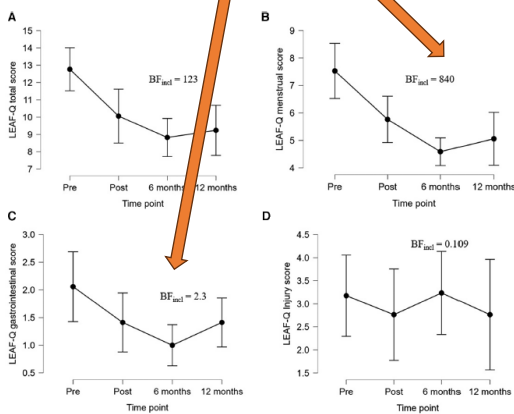 A
LEAF-Q total score
15
14
13
12
11
10
9
8
7
BFincl = 123
Pre Post 6 months 12 months
Time point
B
LEAF-Q menstrual score
9
8
7
6
5
4
BFincl = 840
Pre Post 6 months 12 months
Time point
C
LEAF-Q gastrointestinal score
3.0
2.5
2.0
1.5
1.0
0.5
BFincl = 2.3
Pre Post 6 months 12 months
Time point
D
LEAF-Q Injury score
4.5
4.0
3.5
3.0
2.5
2.0
1.5
BFincl = 0.109
Pre Post 6 months 12 months
Time point